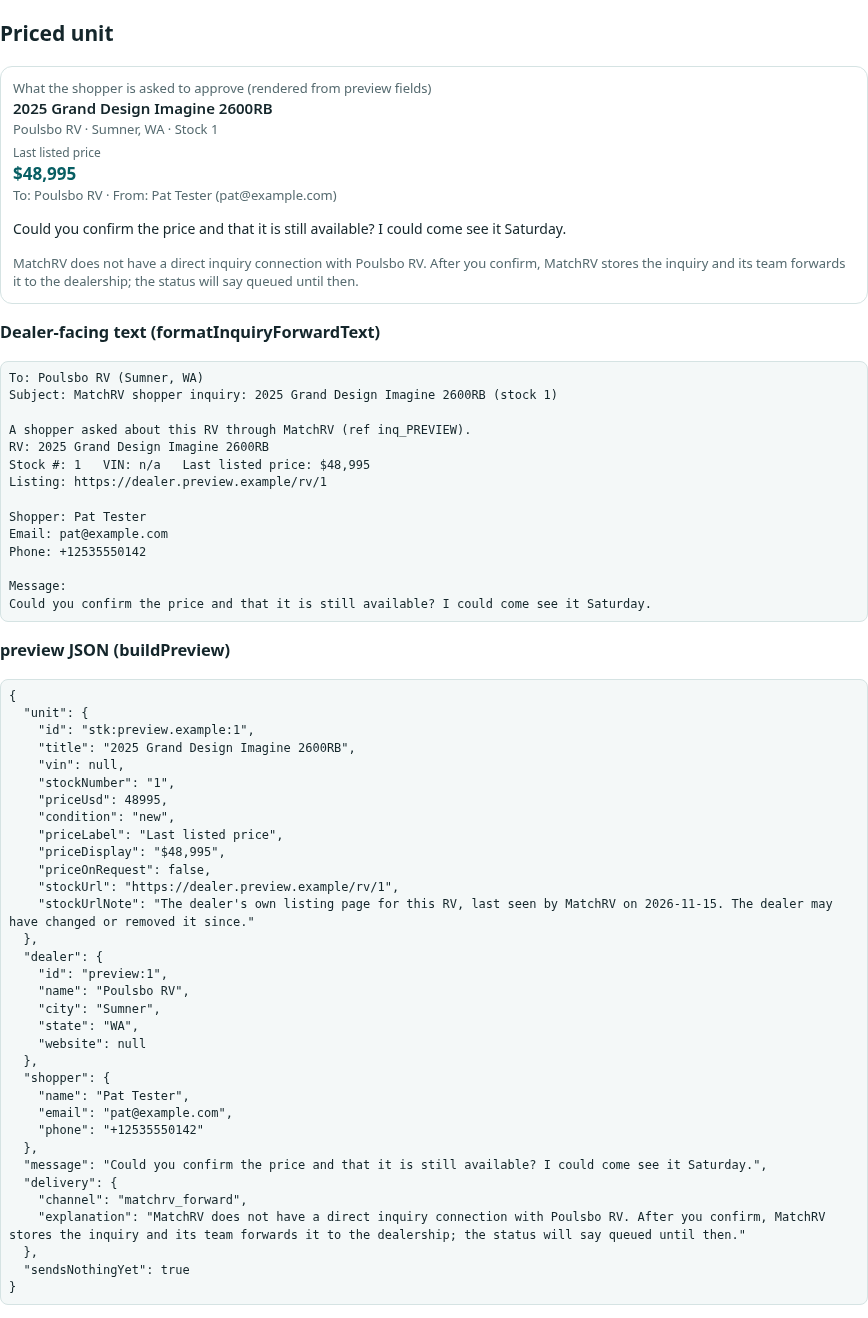 Priced unit
What the shopper is asked to approve (rendered from preview fields)
2025 Grand Design Imagine 2600RB
Poulsbo RV · Sumner, WA · Stock 1
Last listed price
$48,995
To: Poulsbo RV · From: Pat Tester (pat@example.com)
Could you confirm the price and that it is still available? I could come see it Saturday.
MatchRV does not have a direct inquiry connection with Poulsbo RV. After you confirm, MatchRV stores the inquiry and its team forwards
it to the dealership; the status will say queued until then.
Dealer-facing text (formatInquiryForwardText)
To: Poulsbo RV (Sumner, WA)
Subject: MatchRV shopper inquiry: 2025 Grand Design Imagine 2600RB (stock 1)
A shopper asked about this RV through MatchRV (ref inq_PREVIEW).
RV: 2025 Grand Design Imagine 2600RB
Stock #: 1   VIN: n/a   Last listed price: $48,995
Listing: https://dealer.preview.example/rv/1
Shopper: Pat Tester
Email: pat@example.com
Phone: +12535550142
Message:
Could you confirm the price and that it is still available? I could come see it Saturday.
preview JSON (buildPreview)
{
  "unit": {
    "id": "stk:preview.example:1",
    "title": "2025 Grand Design Imagine 2600RB",
    "vin": null,
    "stockNumber": "1",
    "priceUsd": 48995,
    "condition": "new",
    "priceLabel": "Last listed price",
    "priceDisplay": "$48,995",
    "priceOnRequest": false,
    "stockUrl": "https://dealer.preview.example/rv/1",
    "stockUrlNote": "The dealer's own listing page for this RV, last seen by MatchRV on 2026-11-15. The dealer may
have changed or removed it since."
  },
  "dealer": {
    "id": "preview:1",
    "name": "Poulsbo RV",
    "city": "Sumner",
    "state": "WA",
    "website": null
  },
  "shopper": {
    "name": "Pat Tester",
    "email": "pat@example.com",
    "phone": "+12535550142"
  },
  "message": "Could you confirm the price and that it is still available? I could come see it Saturday.",
  "delivery": {
    "channel": "matchrv_forward",
    "explanation": "MatchRV does not have a direct inquiry connection with Poulsbo RV. After you confirm, MatchRV
stores the inquiry and its team forwards it to the dealership; the status will say queued until then."
  },
  "sendsNothingYet": true
}